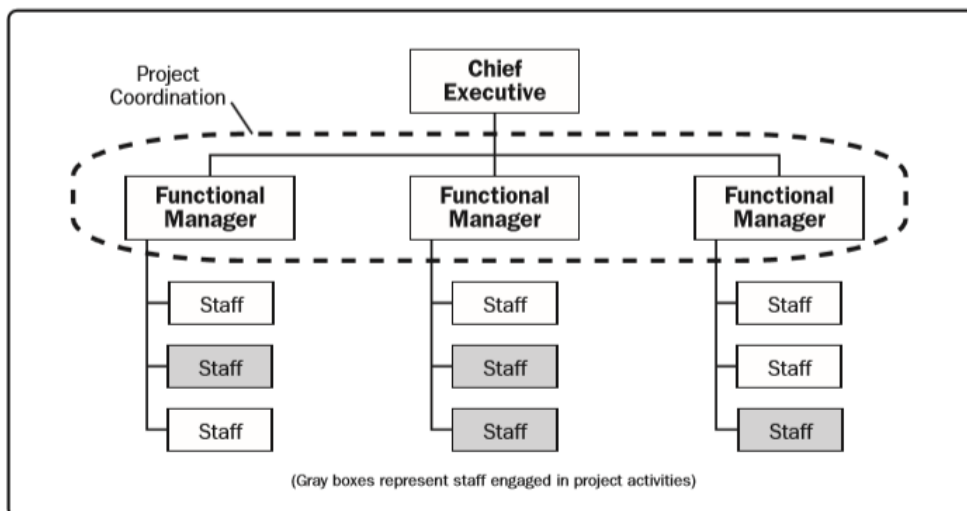 Project
Coordination
Chief
Executive
Functional
Manager
Functional
Manager
Functional
Manager
Staff
Staff
Staff
Staff
Staff
Staff
Staff
Staff
Staff
(Gray boxes represent staff engaged in project activities)